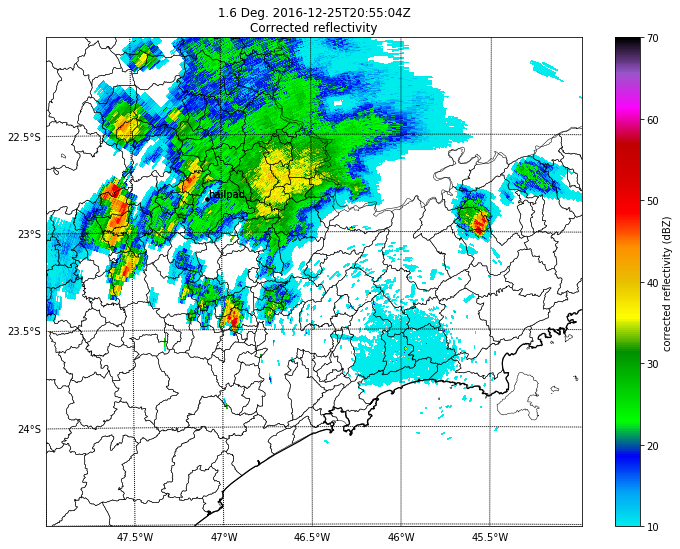 1.6 Deg. 2016-12-25T20:55:04Z
Corrected reflectivity
22.5°S
23°S
23.5°S
24°S
hailpad
47.5°W
47°W
46.5°W
46°W
45.5°W
70
60
50
40
30
20
10
corrected reflectivity (dBZ)